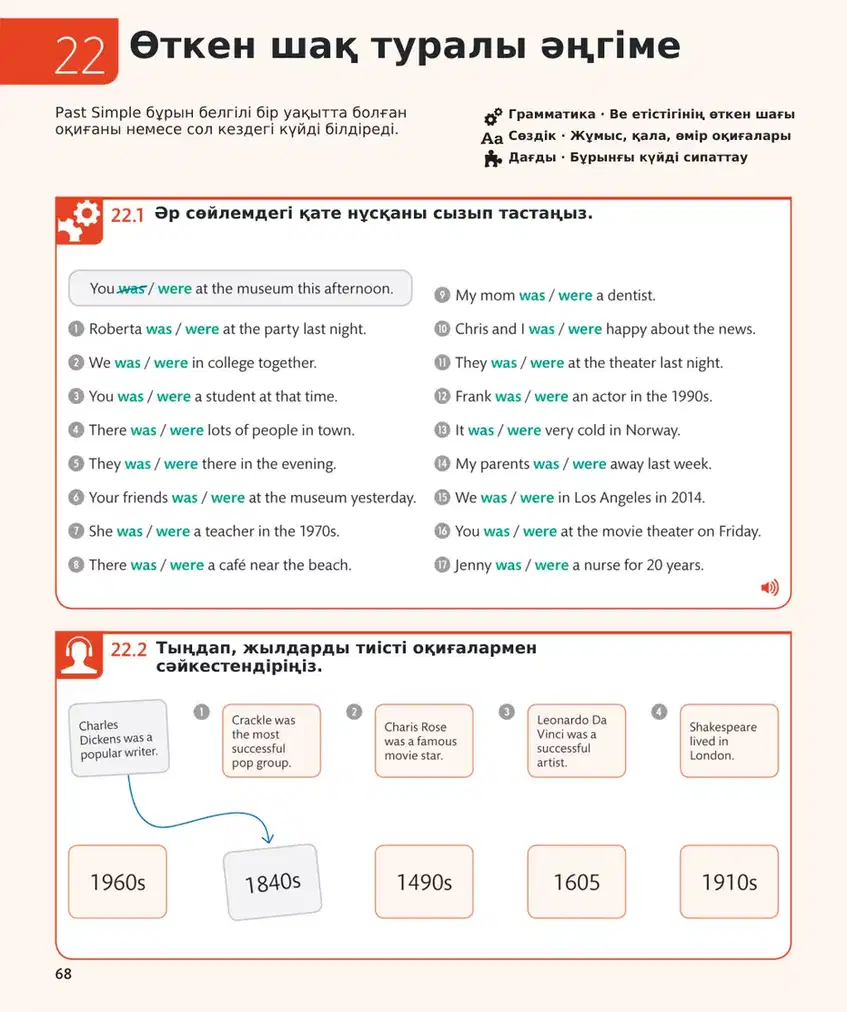 22
Өткен шақ туралы әңгіме
Past Simple бұрын белгілі бір уақытта болған
оқиғаны немесе сол кездегі күйді білдіреді.
Грамматика · Be етістігінің өткен шағы
Aa Сөздік · Жұмыс, қала, өмір оқиғалары
Дағды · Бұрынғы күйді сипаттау
22.1 Әр сөйлемдегі қате нұсқаны сызып тастаңыз.
You was / were at the museum this afternoon.
1 Roberta was / were at the party last night.
2 We was / were in college together.
3 You was / were a student at that time.
4 There was / were lots of people in town.
5 They was / were there in the evening.
6 Your friends was / were at the museum yesterday.
7 She was / were a teacher in the 1970s.
8 There was / were a café near the beach.
9 My mom was / were a dentist.
10 Chris and I was / were happy about the news.
11 They was / were at the theater last night.
12 Frank was / were an actor in the 1990s.
13 It was / were very cold in Norway.
14 My parents was / were away last week.
15 We was / were in Los Angeles in 2014.
16 You was / were at the movie theater on Friday.
17 Jenny was / were a nurse for 20 years.
22.2 Тыңдап, жылдарды тиісті оқиғалармен
сәйкестендіріңіз.
Charles
Dickens was a
popular writer.
1
Crackle was
the most
successful
pop group.
2
Charis Rose
was a famous
movie star.
3
Leonardo Da
Vinci was a
successful
artist.
4
Shakespeare
lived in
London.
1960s
1840s
1490s
1605
1910s
68